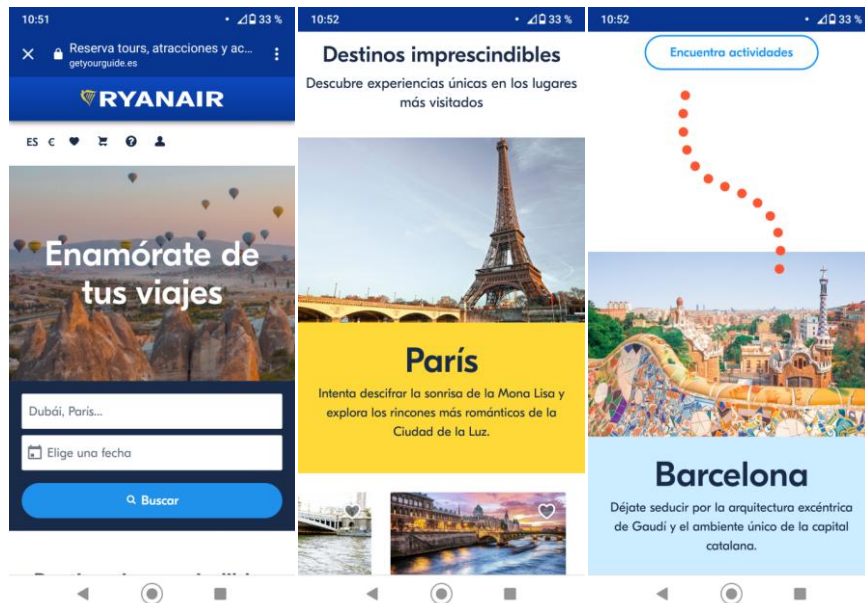 10:51
33 %
Reserva tours, atracciones y ac...
getyourguide.es
RYANAIR
ES €
Enamórate de
tus viajes
Dubái, París...
Elige una fecha
Buscar
10:52
33 %
Destinos imprescindibles
Descubre experiencias únicas en los lugares
más visitados
París
Intenta descifrar la sonrisa de la Mona Lisa y
explora los rincones más románticos de la
Ciudad de la Luz.
10:52
33 %
Encuentra actividades
Barcelona
Déjate seducir por la arquitectura excéntrica
de Gaudí y el ambiente único de la capital
catalana.